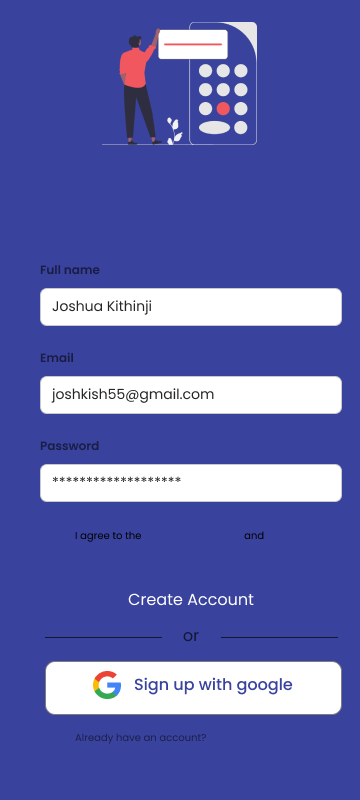 Full name
Joshua Kithinji
Email
joshkish55@gmail.com
Password
*******************
I agree to the and
Create Account
or
Sign up with google
Already have an account?